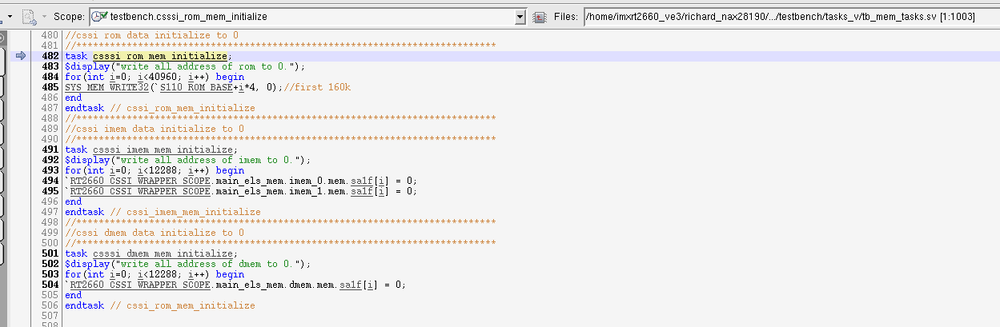 Scope: testbench.csssi_rom_mem_initialize Files: /home/imxrt2660_ve3/richard_nax28190/.../testbench/tasks_v/tb_mem_tasks.sv [1:1003]
480 //cssi rom data initialize to 0
481 //***************************************************************************
482 task csssi_rom_mem_initialize;
483 $display("write all address of rom to 0.");
484 for(int i=0; i<40960; i++) begin
485 SYS_MEM_WRITE32(`S110_ROM_BASE+i*4, 0);//first 160k
486 end
487 endtask // cssi_rom_mem_initialize
488 //***************************************************************************
489 //cssi imem data initialize to 0
490 //***************************************************************************
491 task csssi_imem_mem_initialize;
492 $display("write all address of imem to 0.");
493 for(int i=0; i<12288; i++) begin
494 `RT2660_CSSI_WRAPPER_SCOPE.main_els_mem.imem_0.mem.sa1f[i] = 0;
495 `RT2660_CSSI_WRAPPER_SCOPE.main_els_mem.imem_1.mem.sa1f[i] = 0;
496 end
497 endtask // cssi_imem_mem_initialize
498 //***************************************************************************
499 //cssi dmem data initialize to 0
500 //***************************************************************************
501 task csssi_dmem_mem_initialize;
502 $display("write all address of dmem to 0.");
503 for(int i=0; i<12288; i++) begin
504 `RT2660_CSSI_WRAPPER_SCOPE.main_els_mem.dmem.mem.sa1f[i] = 0;
505 end
506 endtask // cssi_rom_mem_initialize
507
508